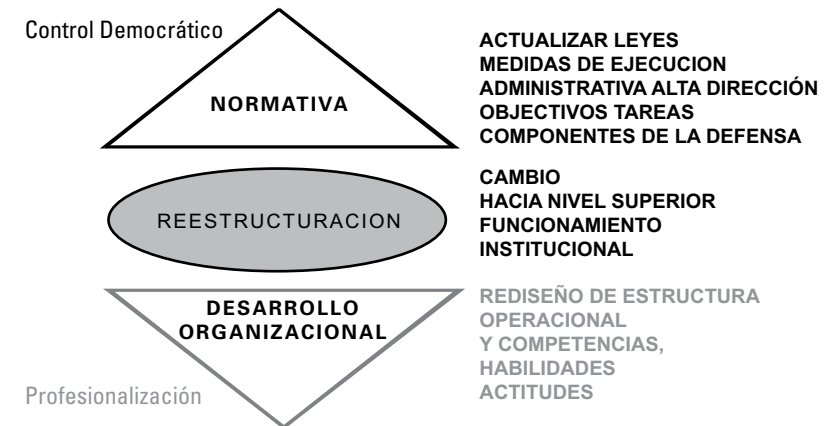 Control Democrático
NORMATIVA
ACTUALIZAR LEYES
MEDIDAS DE EJECUCION
ADMINISTRATIVA ALTA DIRECCIÓN
OBJECTIVOS TAREAS
COMPONENTES DE LA DEFENSA
REESTRUCTURACION
CAMBIO
HACIA NIVEL SUPERIOR
FUNCIONAMIENTO
INSTITUCIONAL
DESARROLLO
ORGANIZACIONAL
REDISEÑO DE ESTRUCTURA
OPERACIONAL
Y COMPETENCIAS,
HABILIDADES
ACTITUDES
Profesionalización